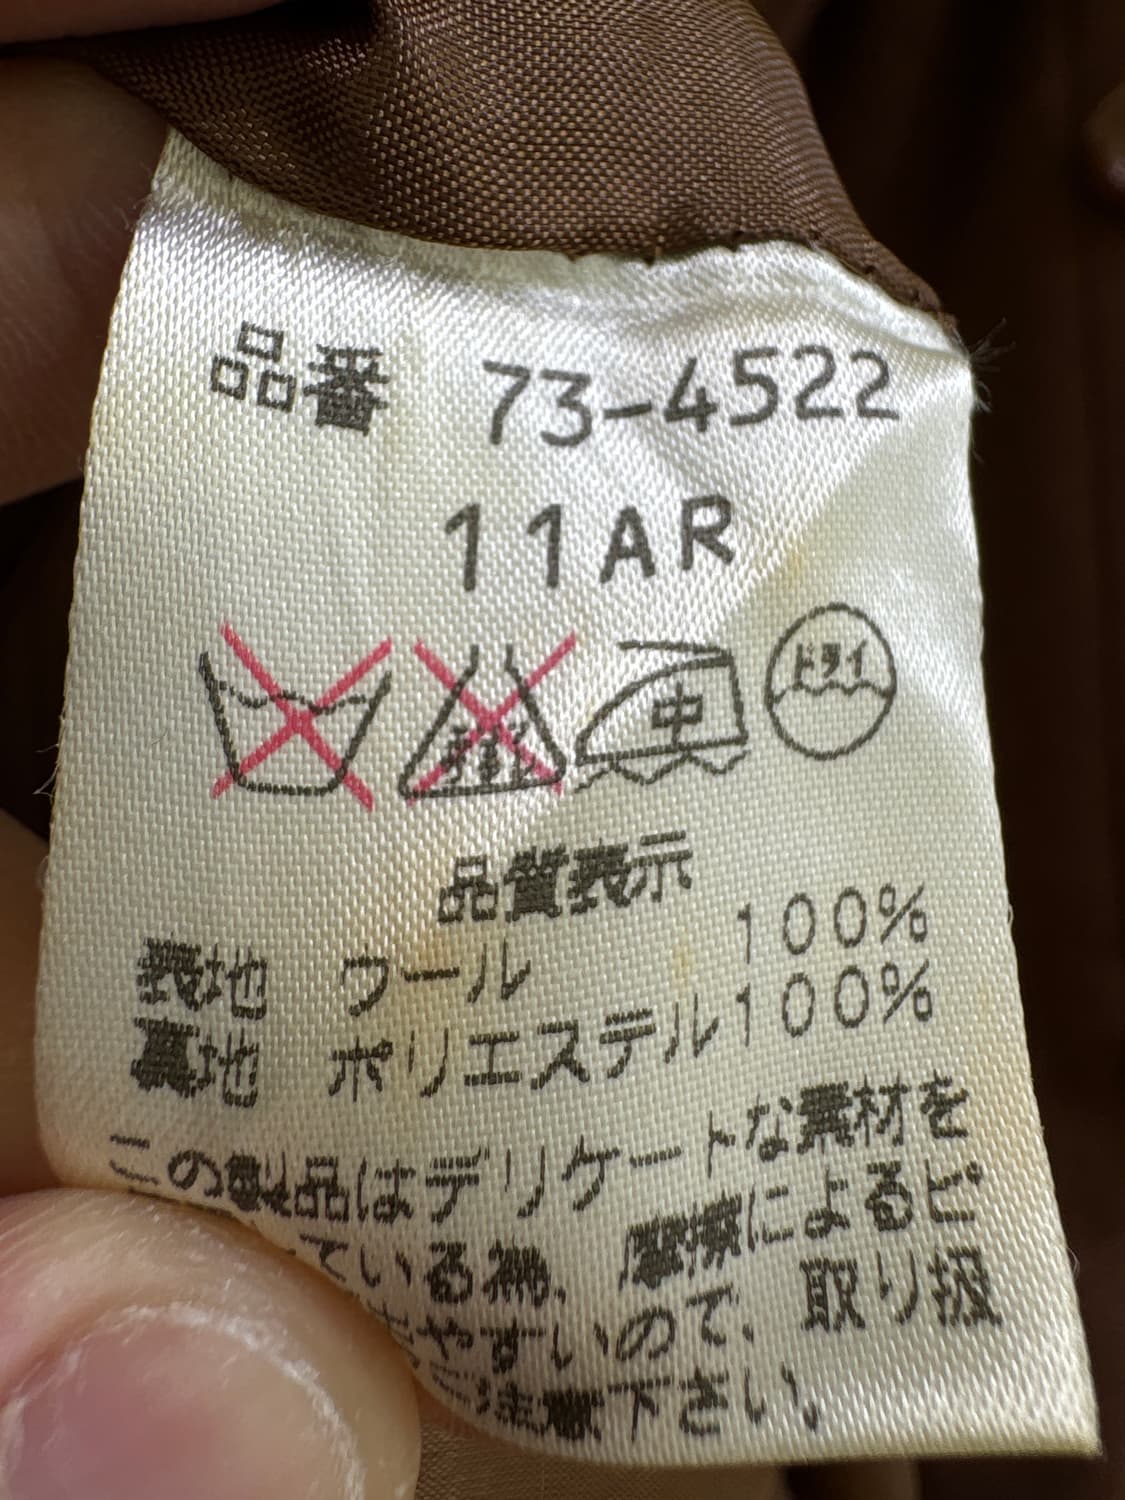 品番 73-4522
11AR
中 ドライ
品質表示
表地 ウール 100%
裏地 ポリエステル100%
この製品はデリケートな素材を
ている為、摩擦によるピ
やすいので、取り扱
ご注意下さい。